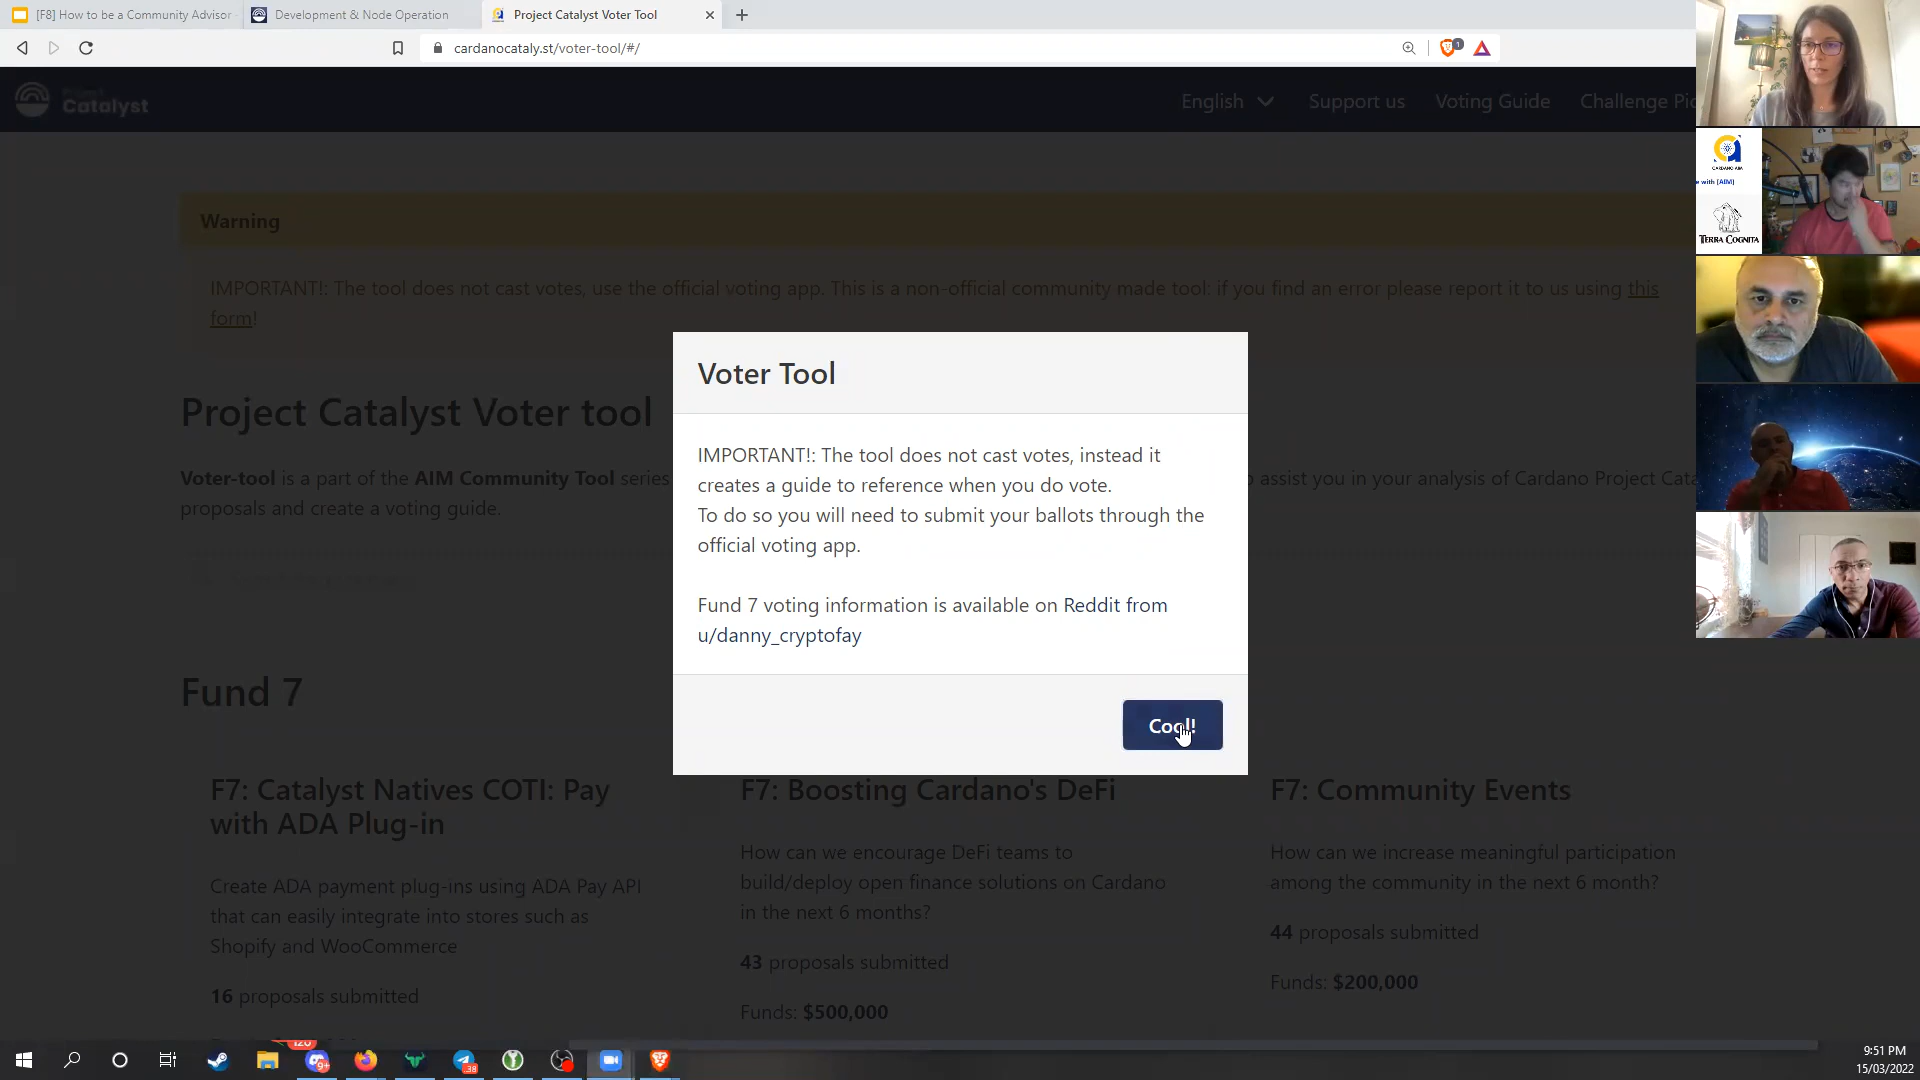 [F8] How to be a Community Advisor
Development & Node Operation
Project Catalyst Voter Tool
cardanocataly.st/voter-tool/#/
1
Project
Catalyst
English
Support us
Voting Guide
Challenge Pic
Warning
IMPORTANT!: The tool does not cast votes, use the official voting app. This is a non-official community made tool: if you find an error please report it to us using this
form!
Project Catalyst Voter tool
Voter-tool is a part of the AIM Community Tool series
assist you in your analysis of Cardano Project Cata
proposals and create a voting guide.
Voter Tool
IMPORTANT!: The tool does not cast votes, instead it
creates a guide to reference when you do vote.
To do so you will need to submit your ballots through the
official voting app.
Fund 7 voting information is available on Reddit from
u/danny_cryptofay
Cool!
Fund 7
F7: Catalyst Natives COTI: Pay
with ADA Plug-in
Create ADA payment plug-ins using ADA Pay API
that can easily integrate into stores such as
Shopify and WooCommerce
16 proposals submitted
F7: Boosting Cardano's DeFi
How can we encourage DeFi teams to
build/deploy open finance solutions on Cardano
in the next 6 months?
43 proposals submitted
Funds: $500,000
F7: Community Events
How can we increase meaningful participation
among the community in the next 6 month?
44 proposals submitted
Funds: $200,000
CARDANO AIM
e with [AIM]
TERRA COGNITA
9+
38
9:51 PM
15/03/2022